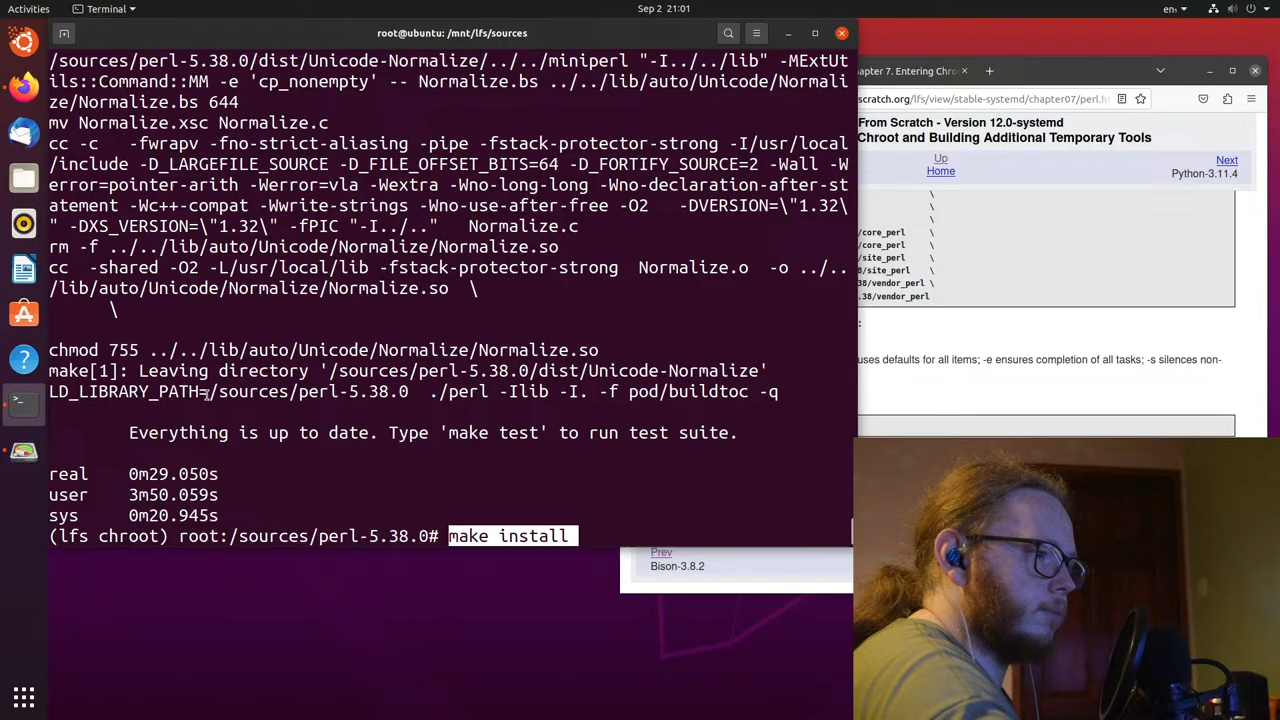 Activities
Terminal
Sep 2 21:01
en
root@ubuntu: /mnt/lfs/sources
/sources/perl-5.38.0/dist/Unicode-Normalize/../../miniperl "-I../../lib" -MExtUt
ils::Command::MM -e 'cp_nonempty' -- Normalize.bs ../../lib/auto/Unicode/Normali
ze/Normalize.bs 644
mv Normalize.xsc Normalize.c
cc -c   -fwrapv -fno-strict-aliasing -pipe -fstack-protector-strong -I/usr/local
/include -D_LARGEFILE_SOURCE -D_FILE_OFFSET_BITS=64 -D_FORTIFY_SOURCE=2 -Wall -W
error=pointer-arith -Werror=vla -Wextra -Wno-long-long -Wno-declaration-after-st
atement -Wc++-compat -Wwrite-strings -Wno-use-after-free -O2   -DVERSION=\"1.32\
" -DXS_VERSION=\"1.32\" -fPIC "-I../.."   Normalize.c
rm -f ../../lib/auto/Unicode/Normalize/Normalize.so
cc  -shared -O2 -L/usr/local/lib -fstack-protector-strong  Normalize.o  -o ../..
/lib/auto/Unicode/Normalize/Normalize.so  \
\
chmod 755 ../../lib/auto/Unicode/Normalize/Normalize.so
make[1]: Leaving directory '/sources/perl-5.38.0/dist/Unicode-Normalize'
LD_LIBRARY_PATH=/sources/perl-5.38.0  ./perl -Ilib -I. -f pod/buildtoc -q
Everything is up to date. Type 'make test' to run test suite.
real    0m29.050s
user    3m50.059s
sys     0m20.945s
(lfs chroot) root:/sources/perl-5.38.0# make install
hapter 7. Entering Chro
scratch.org/lfs/view/stable-systemd/chapter07/perl.h
From Scratch - Version 12.0-systemd
Chroot and Building Additional Temporary Tools
Up
Home
Next
Python-3.11.4
\
\
\
/core_perl \
/core_perl \
/site_perl \
8/site_perl \
38/vendor_perl \
.38/vendor_perl
:
uses defaults for all items; -e ensures completion of all tasks; -s silences non-
Prev
Bison-3.8.2